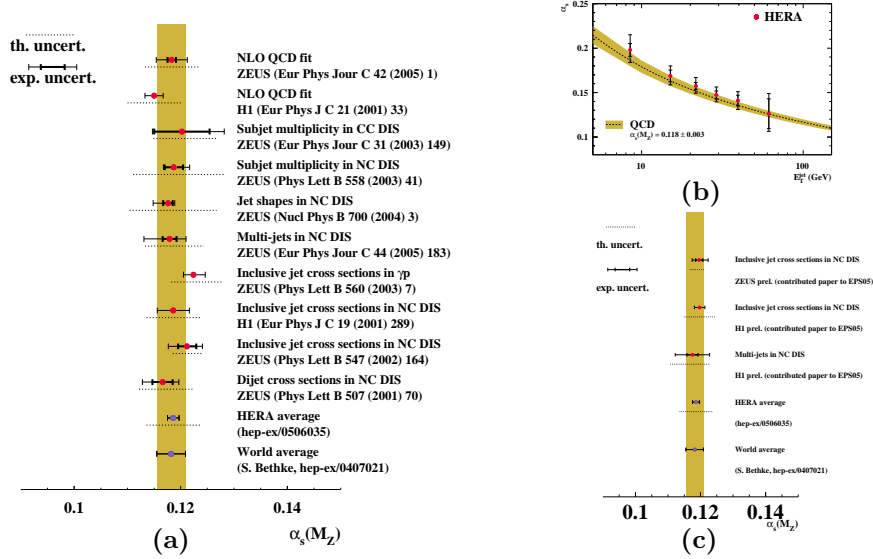 th. uncert.
exp. uncert.
NLO QCD fit
ZEUS (Eur Phys Jour C 42 (2005) 1)
NLO QCD fit
H1 (Eur Phys J C 21 (2001) 33)
Subjet multiplicity in CC DIS
ZEUS (Eur Phys Jour C 31 (2003) 149)
Subjet multiplicity in NC DIS
ZEUS (Phys Lett B 558 (2003) 41)
Jet shapes in NC DIS
ZEUS (Nucl Phys B 700 (2004) 3)
Multi-jets in NC DIS
ZEUS (Eur Phys Jour C 44 (2005) 183)
Inclusive jet cross sections in γp
ZEUS (Phys Lett B 560 (2003) 7)
Inclusive jet cross sections in NC DIS
H1 (Eur Phys J C 19 (2001) 289)
Inclusive jet cross sections in NC DIS
ZEUS (Phys Lett B 547 (2002) 164)
Dijet cross sections in NC DIS
ZEUS (Phys Lett B 507 (2001) 70)
HERA average
(hep-ex/0506035)
World average
(S. Bethke, hep-ex/0407021)
0.1 0.12 0.14
(a) αs(MZ)
αs
HERA
0.25
0.2
0.15
0.1
QCD
αs(MZ) = 0.118 ± 0.003
10 100
(b) ETjet (GeV)
th. uncert.
exp. uncert.
Inclusive jet cross sections in NC DIS
ZEUS prel. (contributed paper to EPS05)
Inclusive jet cross sections in NC DIS
H1 prel. (contributed paper to EPS05)
Multi-jets in NC DIS
H1 prel. (contributed paper to EPS05)
HERA average
(hep-ex/0506035)
World average
(S. Bethke, hep-ex/0407021)
0.1 0.12 0.14
(c) αs(MZ)